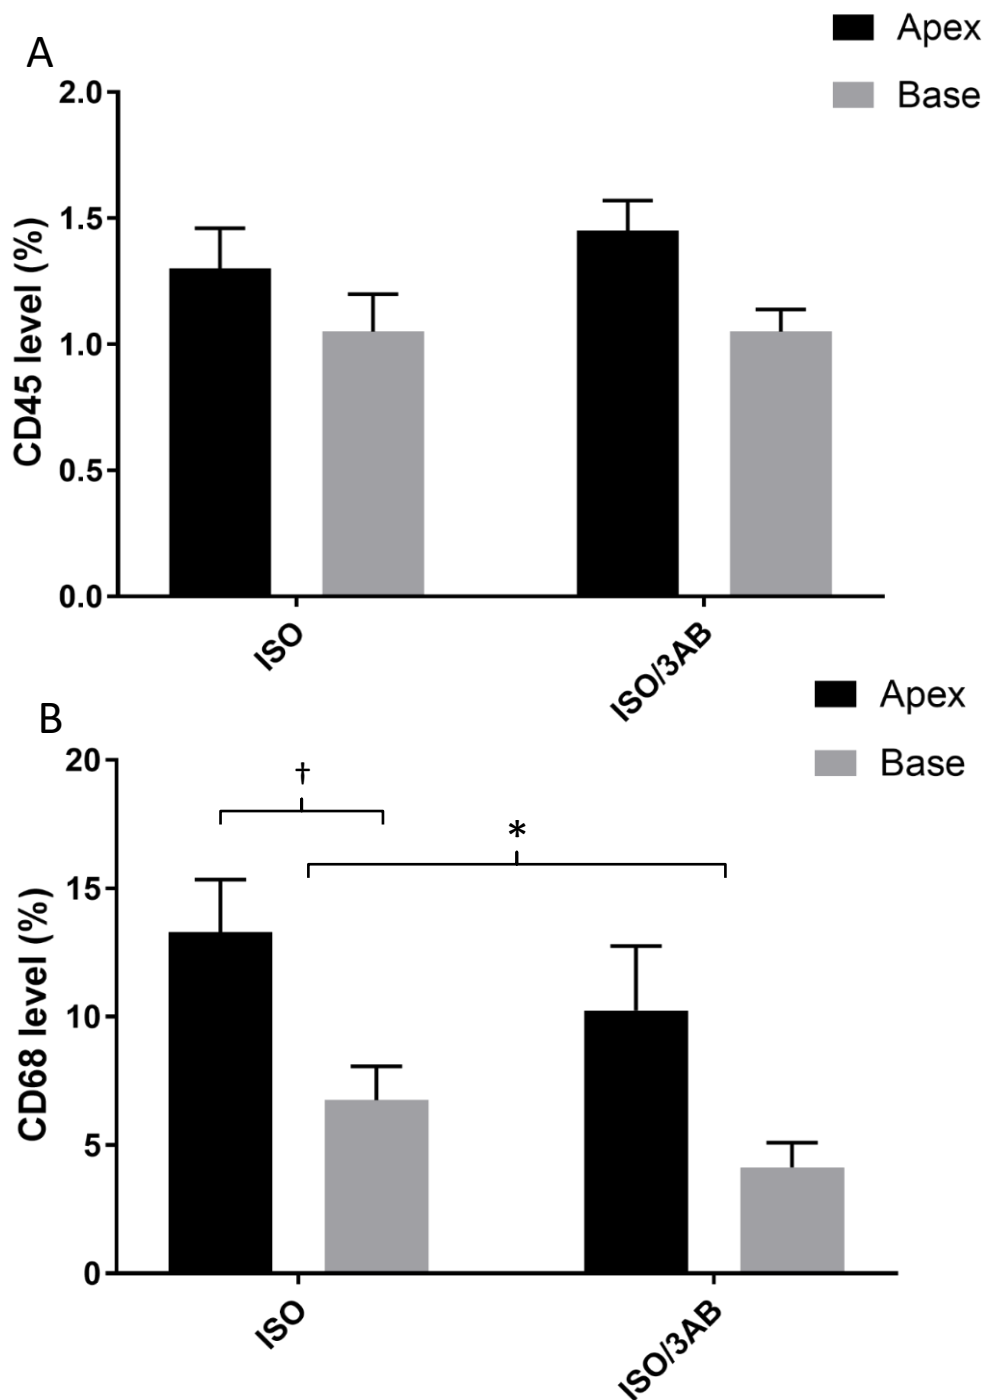 A
Apex
Base
2.0
1.5
1.0
0.5
0.0
CD45 level (%)
ISO
ISO/3AB
B
Apex
Base
20
15
10
5
0
CD68 level (%)
†
*
ISO
ISO/3AB